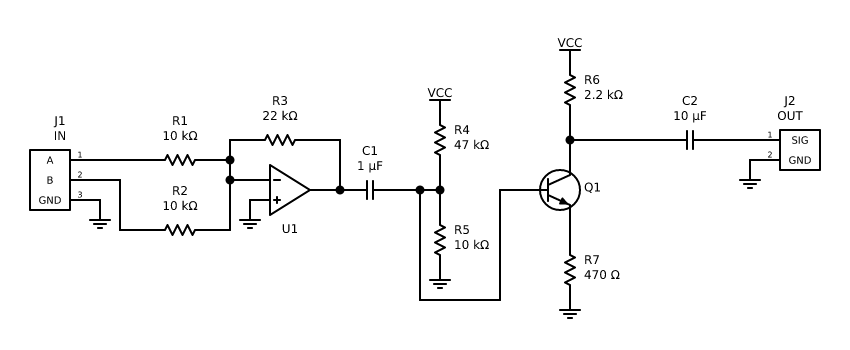 J1
IN
A 1
B 2
GND 3
R1
10 kΩ
R2
10 kΩ
R3
22 kΩ
−
+
U1
C1
1 µF
VCC
R4
47 kΩ
R5
10 kΩ
VCC
R6
2.2 kΩ
Q1
R7
470 Ω
C2
10 µF
J2
OUT
1 SIG
2 GND